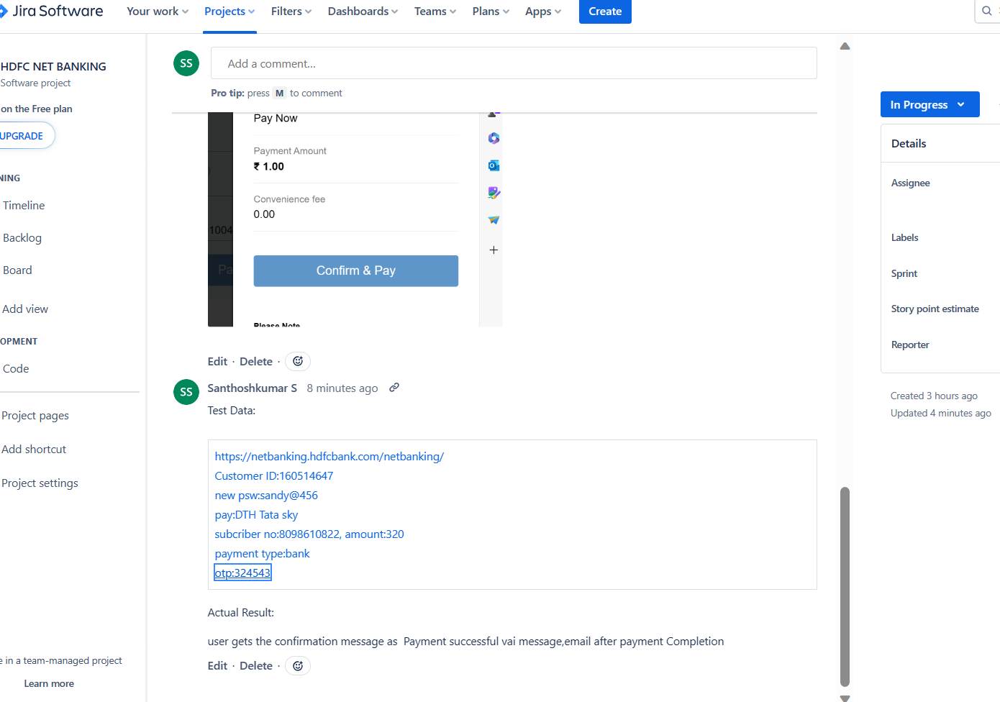 Jira Software
Your work
Projects
Filters
Dashboards
Teams
Plans
Apps
Create
HDFC NET BANKING
Software project
on the Free plan
UPGRADE
NING
Timeline
Backlog
Board
Add view
OPMENT
Code
Project pages
Add shortcut
Project settings
e in a team-managed project
Learn more
SS
Add a comment...
Pro tip: press M to comment
Pay Now
Payment Amount
₹ 1.00
Convenience fee
0.00
1004
Pa
Confirm & Pay
Please Note
Edit · Delete ·
SS
Santhoshkumar S 8 minutes ago
Test Data:
https://netbanking.hdfcbank.com/netbanking/
Customer ID:160514647
new psw:sandy@456
pay:DTH Tata sky
subcriber no:8098610822, amount:320
payment type:bank
otp:324543
Actual Result:
user gets the confirmation message as  Payment successful vai message,email after payment Completion
Edit · Delete ·
In Progress
Details
Assignee
Labels
Sprint
Story point estimate
Reporter
Created 3 hours ago
Updated 4 minutes ago